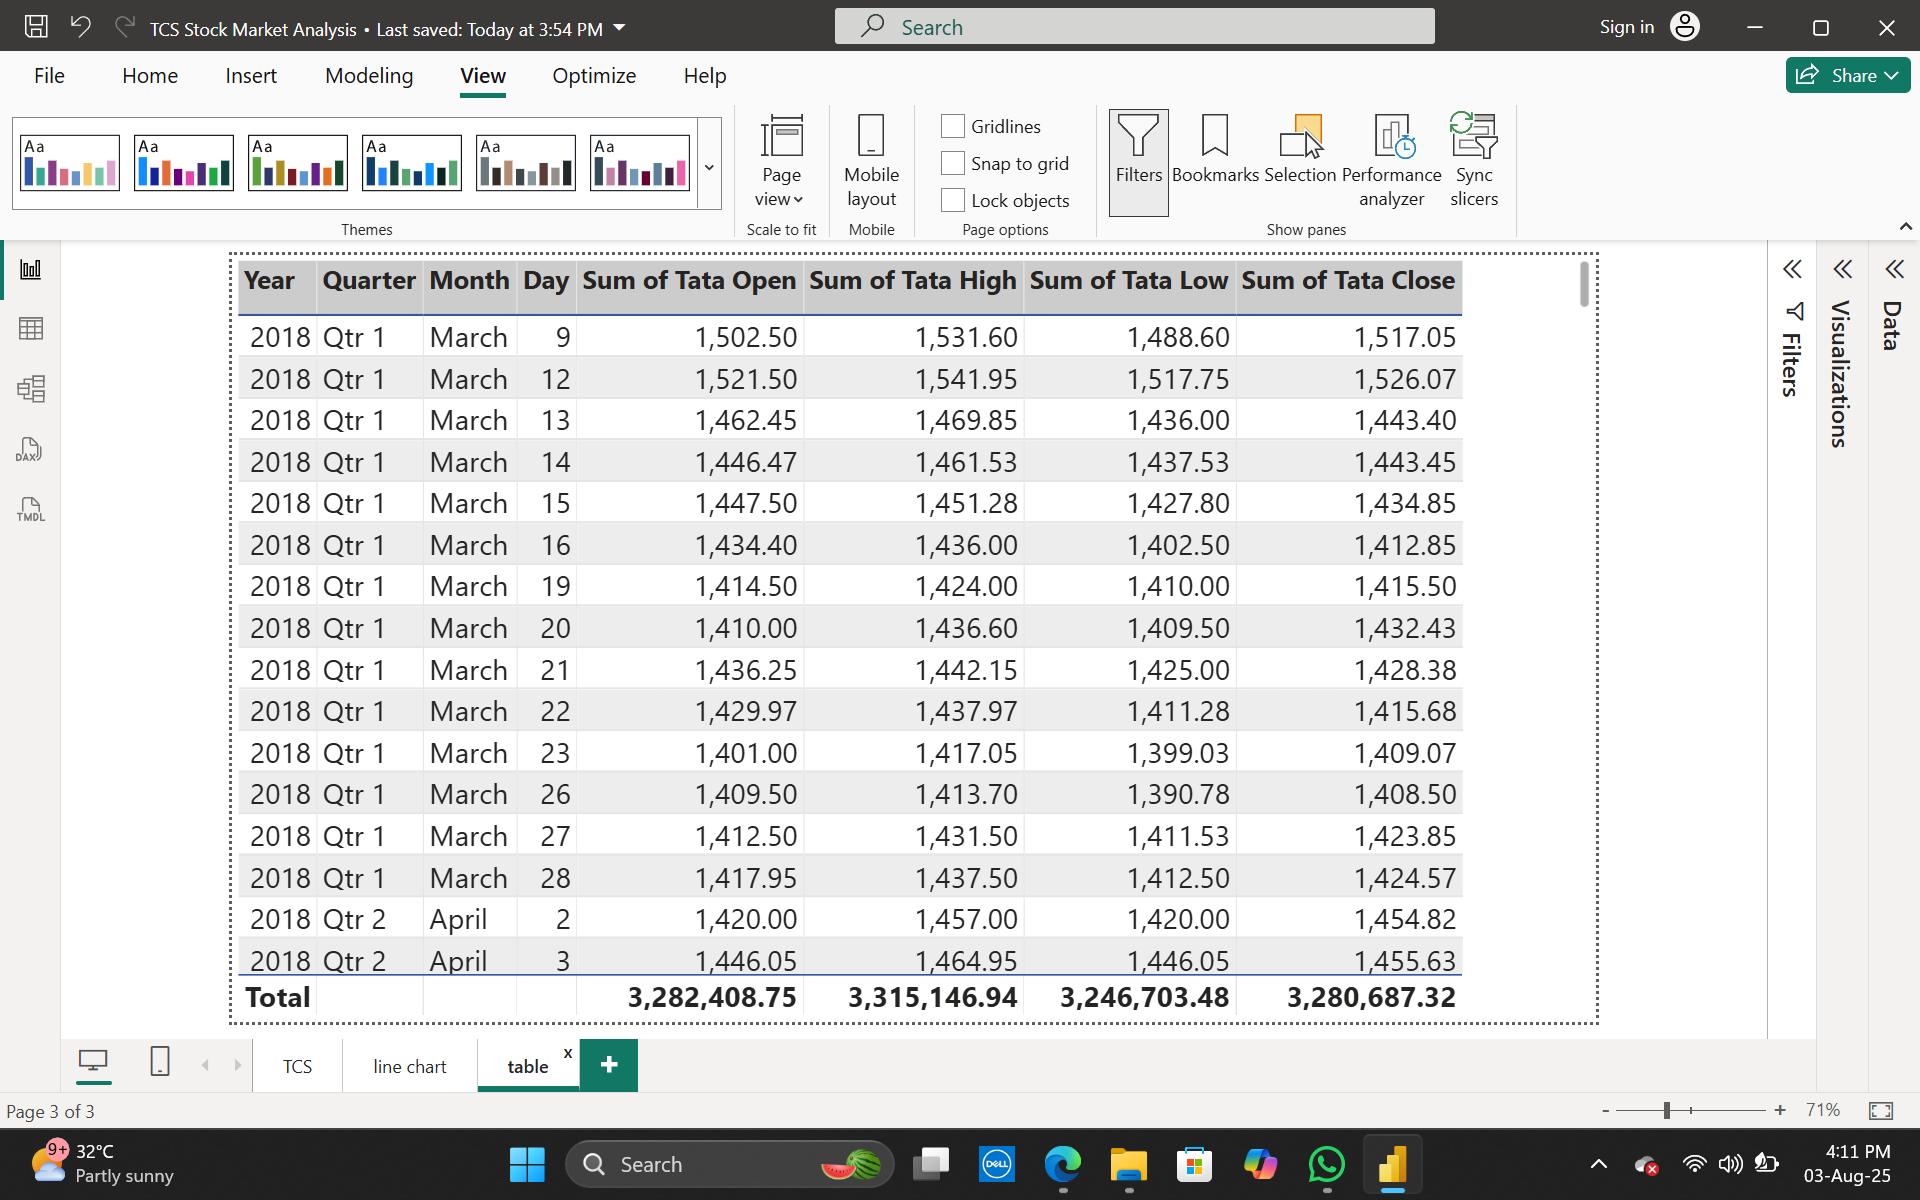 TCS Stock Market Analysis • Last saved: Today at 3:54 PM
Search
Sign in
File Home Insert Modeling View Optimize Help
Share
Aa Aa Aa Aa Aa Aa
Themes
Page view
Scale to fit
Mobile layout
Mobile
Gridlines
Snap to grid
Lock objects
Page options
Filters Bookmarks Selection Performance analyzer Sync slicers
Show panes
DAX
TMDL
Year Quarter Month Day Sum of Tata Open Sum of Tata High Sum of Tata Low Sum of Tata Close
2018 Qtr 1 March 9 1,502.50 1,531.60 1,488.60 1,517.05
2018 Qtr 1 March 12 1,521.50 1,541.95 1,517.75 1,526.07
2018 Qtr 1 March 13 1,462.45 1,469.85 1,436.00 1,443.40
2018 Qtr 1 March 14 1,446.47 1,461.53 1,437.53 1,443.45
2018 Qtr 1 March 15 1,447.50 1,451.28 1,427.80 1,434.85
2018 Qtr 1 March 16 1,434.40 1,436.00 1,402.50 1,412.85
2018 Qtr 1 March 19 1,414.50 1,424.00 1,410.00 1,415.50
2018 Qtr 1 March 20 1,410.00 1,436.60 1,409.50 1,432.43
2018 Qtr 1 March 21 1,436.25 1,442.15 1,425.00 1,428.38
2018 Qtr 1 March 22 1,429.97 1,437.97 1,411.28 1,415.68
2018 Qtr 1 March 23 1,401.00 1,417.05 1,399.03 1,409.07
2018 Qtr 1 March 26 1,409.50 1,413.70 1,390.78 1,408.50
2018 Qtr 1 March 27 1,412.50 1,431.50 1,411.53 1,423.85
2018 Qtr 1 March 28 1,417.95 1,437.50 1,412.50 1,424.57
2018 Qtr 2 April 2 1,420.00 1,457.00 1,420.00 1,454.82
2018 Qtr 2 April 3 1,446.05 1,464.95 1,446.05 1,455.63
Total 3,282,408.75 3,315,146.94 3,246,703.48 3,280,687.32
Filters
Visualizations
Data
TCS line chart table x +
Page 3 of 3
- + 71%
9+ 32°C
Partly sunny
Search
DELL
4:11 PM
03-Aug-25